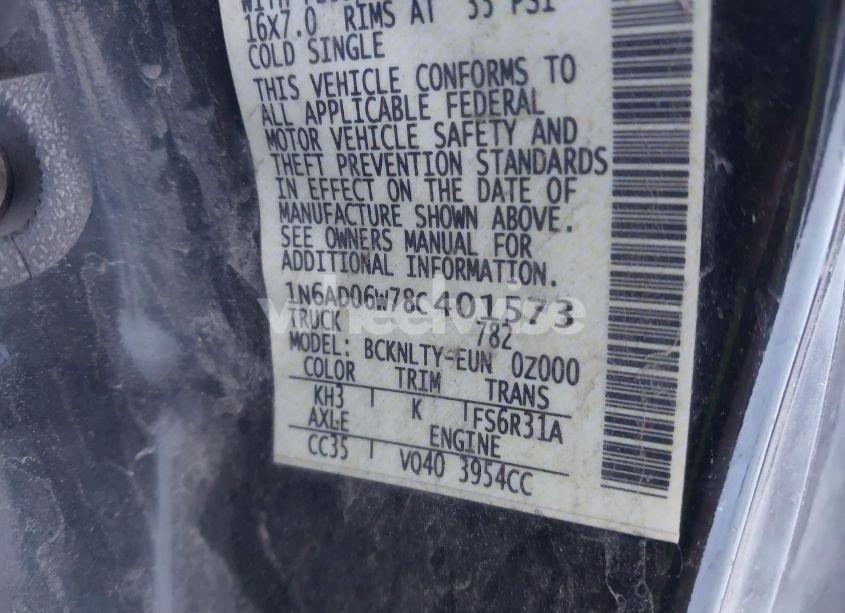 16X7.0 RIMS AT 35 PSI
COLD SINGLE
THIS VEHICLE CONFORMS TO
ALL APPLICABLE FEDERAL
MOTOR VEHICLE SAFETY AND
THEFT PREVENTION STANDARDS
IN EFFECT ON THE DATE OF
MANUFACTURE SHOWN ABOVE.
SEE OWNERS MANUAL FOR
ADDITIONAL INFORMATION.
1N6AD06W78C401573
TRUCK 782
MODEL: BCKNLTY-EUN 0Z000
COLOR TRIM TRANS
KH3 K FS6R31A
AXLE ENGINE
CC35 VQ40 3954CC
wheelwise